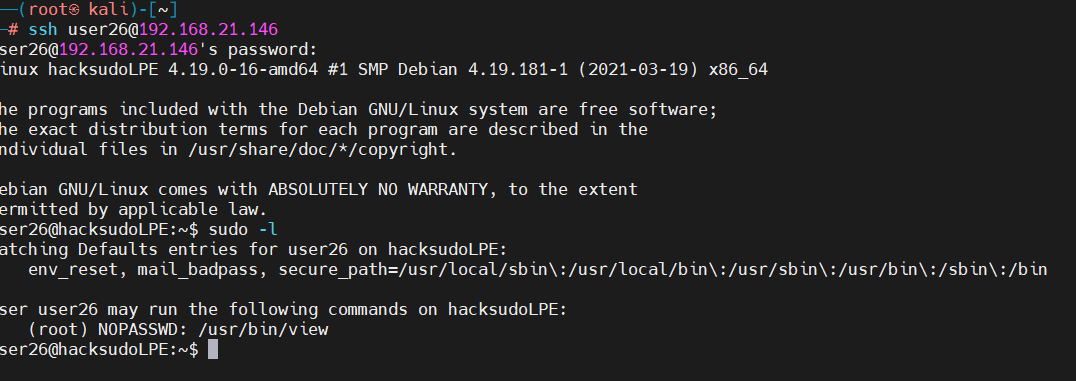 ──(root㉿ kali)-[~]
─# ssh user26@192.168.21.146
ser26@192.168.21.146's password:
inux hacksudoLPE 4.19.0-16-amd64 #1 SMP Debian 4.19.181-1 (2021-03-19) x86_64
he programs included with the Debian GNU/Linux system are free software;
he exact distribution terms for each program are described in the
ndividual files in /usr/share/doc/*/copyright.
ebian GNU/Linux comes with ABSOLUTELY NO WARRANTY, to the extent
ermitted by applicable law.
ser26@hacksudoLPE:~$ sudo -l
atching Defaults entries for user26 on hacksudoLPE:
env_reset, mail_badpass, secure_path=/usr/local/sbin\:/usr/local/bin\:/usr/sbin\:/usr/bin\:/sbin\:/bin
ser user26 may run the following commands on hacksudoLPE:
(root) NOPASSWD: /usr/bin/view
ser26@hacksudoLPE:~$